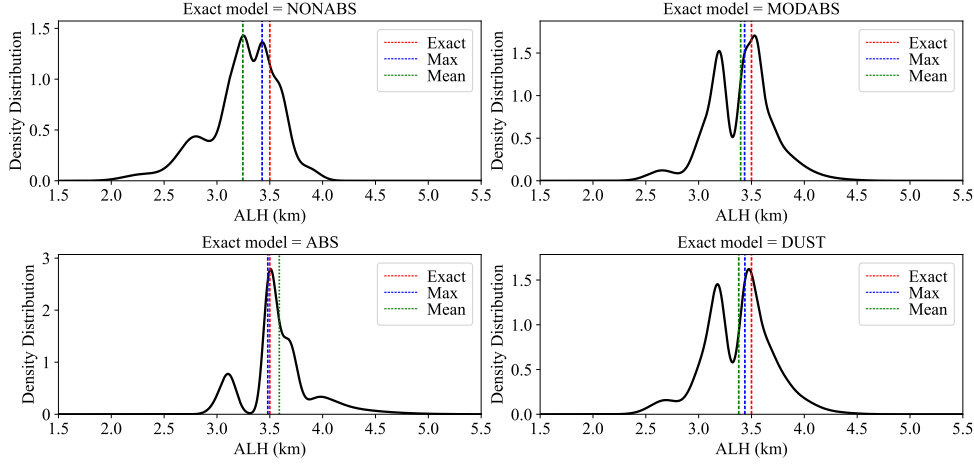 Exact model = NONABS
Density Distribution
1.5
1.0
0.5
0.0
Exact
Max
Mean
1.5 2.0 2.5 3.0 3.5 4.0 4.5 5.0 5.5
ALH (km)
Exact model = MODABS
Density Distribution
1.5
1.0
0.5
0.0
Exact
Max
Mean
1.5 2.0 2.5 3.0 3.5 4.0 4.5 5.0 5.5
ALH (km)
Exact model = ABS
Density Distribution
3
2
1
0
Exact
Max
Mean
1.5 2.0 2.5 3.0 3.5 4.0 4.5 5.0 5.5
ALH (km)
Exact model = DUST
Density Distribution
1.5
1.0
0.5
0.0
Exact
Max
Mean
1.5 2.0 2.5 3.0 3.5 4.0 4.5 5.0 5.5
ALH (km)